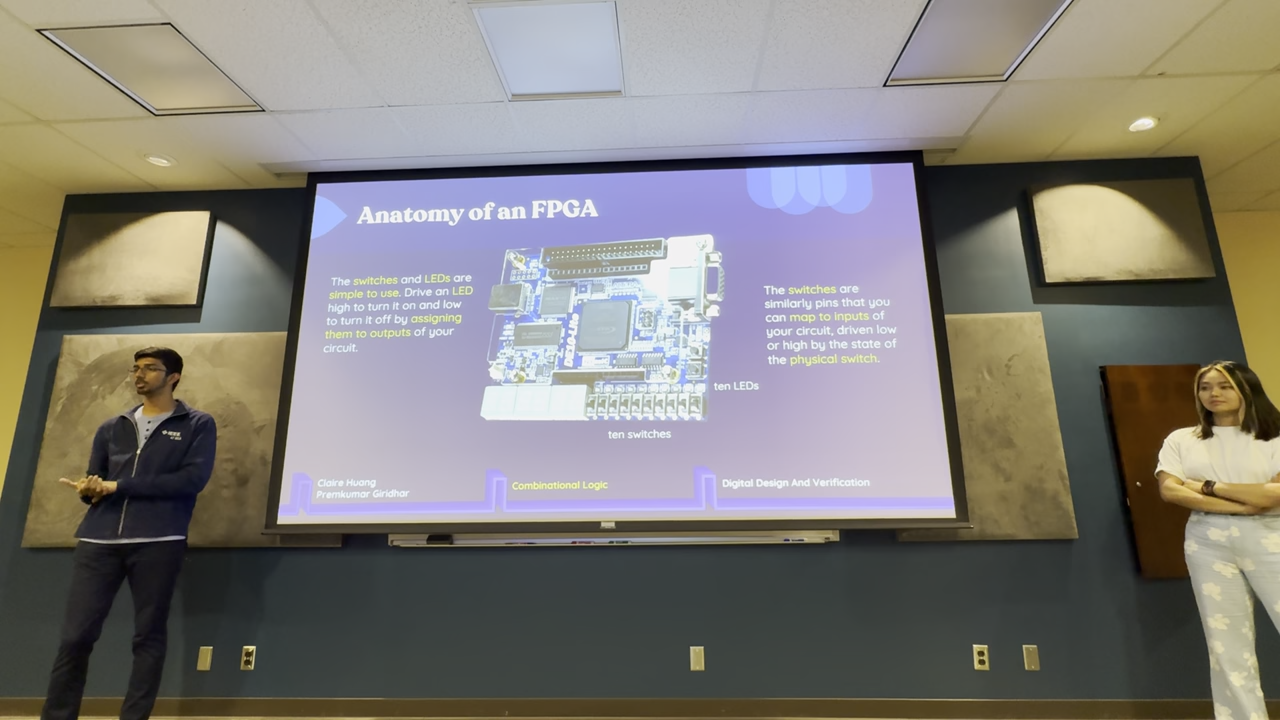 Anatomy of an FPGA
The switches and LEDs are
simple to use. Drive an LED
high to turn it on and low
to turn it off by assigning
them to outputs of your
circuit.
The switches are
similarly pins that you
can map to inputs of
your circuit, driven low
or high by the state of
the physical switch.
DE10-Lite
ten LEDs
ten switches
Claire Huang
Premkumar Giridhar
Combinational Logic
Digital Design And Verification
IEEE